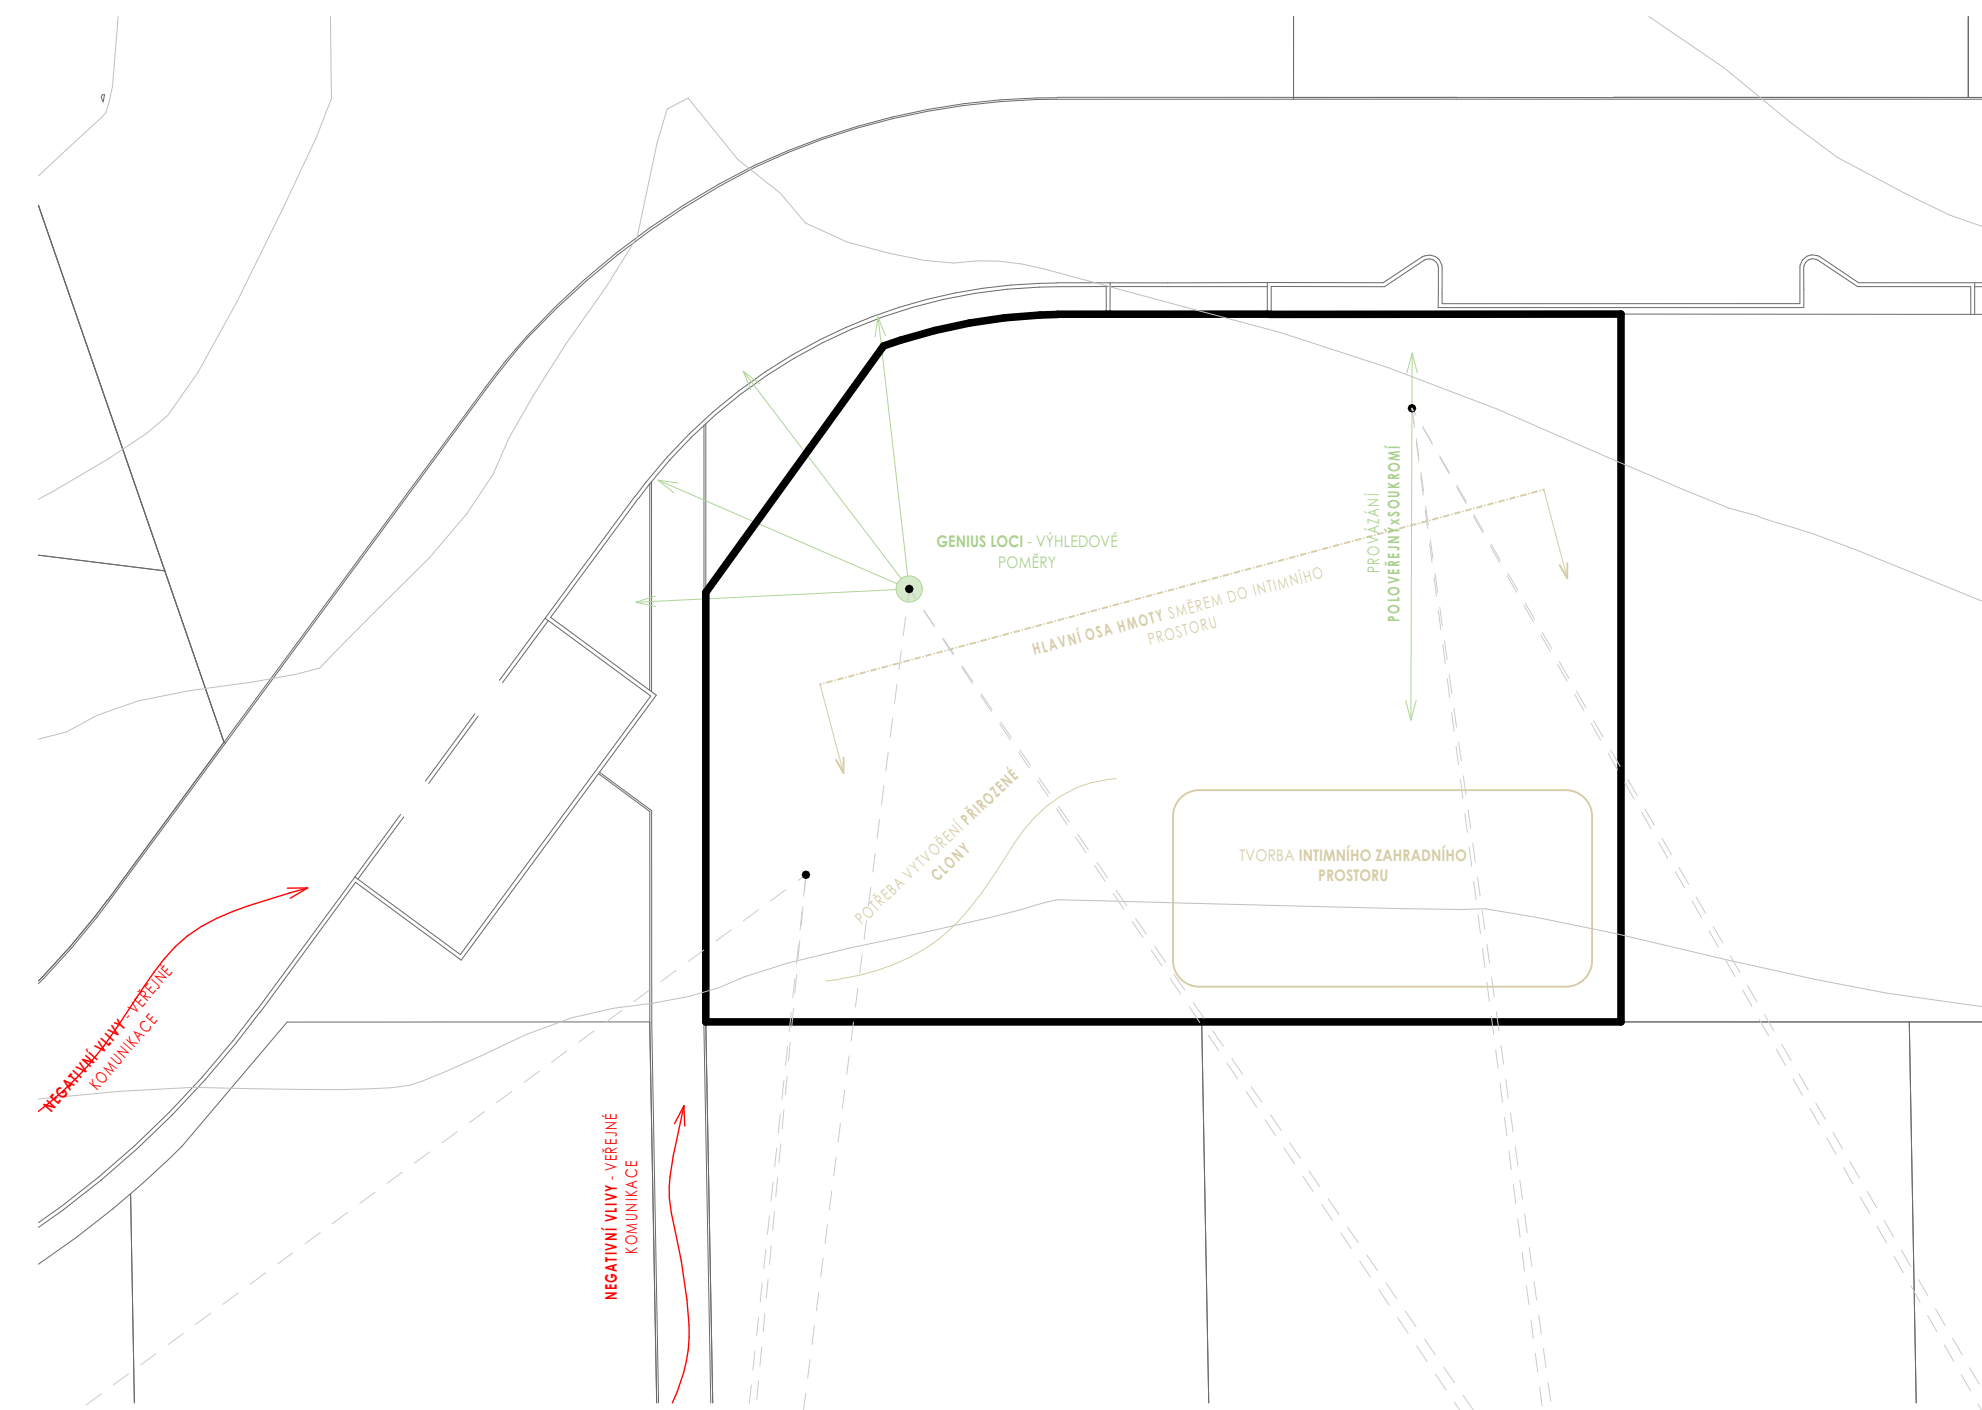 GENIUS LOCI - VÝHLEDOVÉ
POMĚRY
PROVÁZÁNÍ
POLOVEŘEJNÝxSOUKROMÍ
HLAVNÍ OSA HMOTY SMĚREM DO INTIMNÍHO
PROSTORU
POTŘEBA VYTVOŘENÍ PŘIROZENÉ
CLONY
TVORBA INTIMNÍHO ZAHRADNÍHO
PROSTORU
NEGATIVNÍ VLIVY - VEŘEJNÉ
KOMUNIKACE
NEGATIVNÍ VLIVY - VEŘEJNÉ
KOMUNIKACE